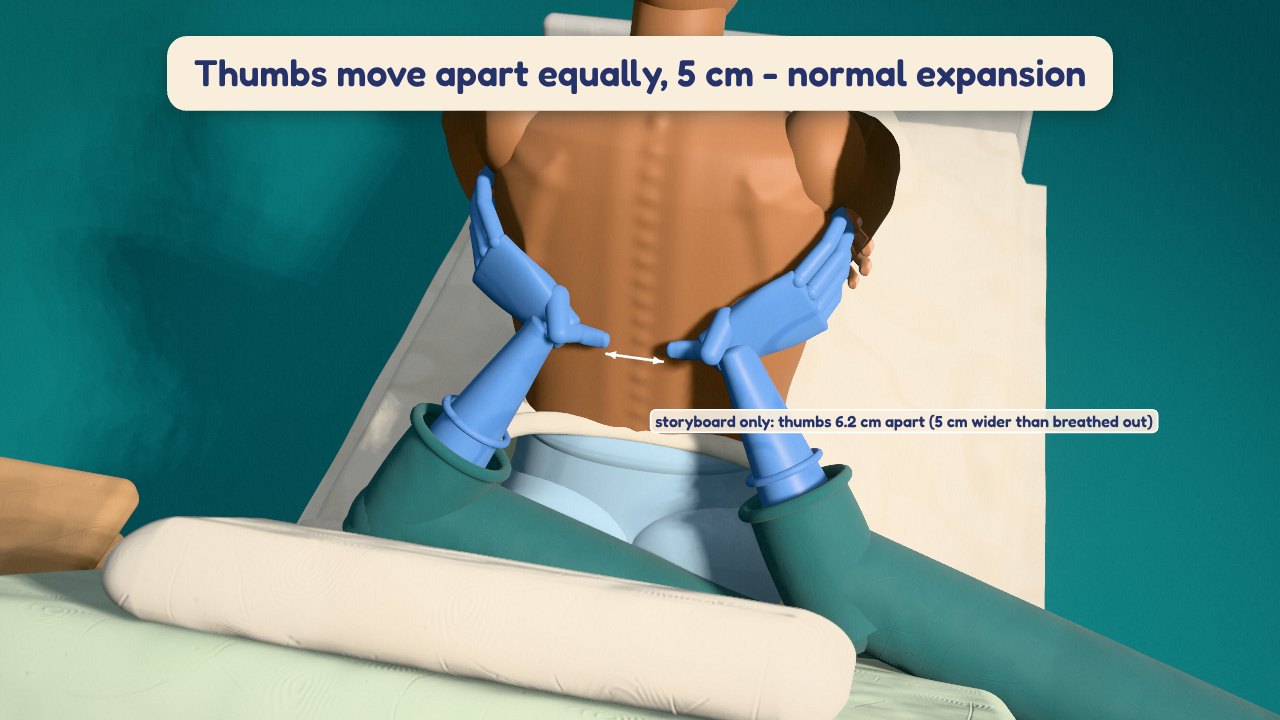 Thumbs move apart equally, 5 cm - normal expansion
storyboard only: thumbs 6.2 cm apart (5 cm wider than breathed out)